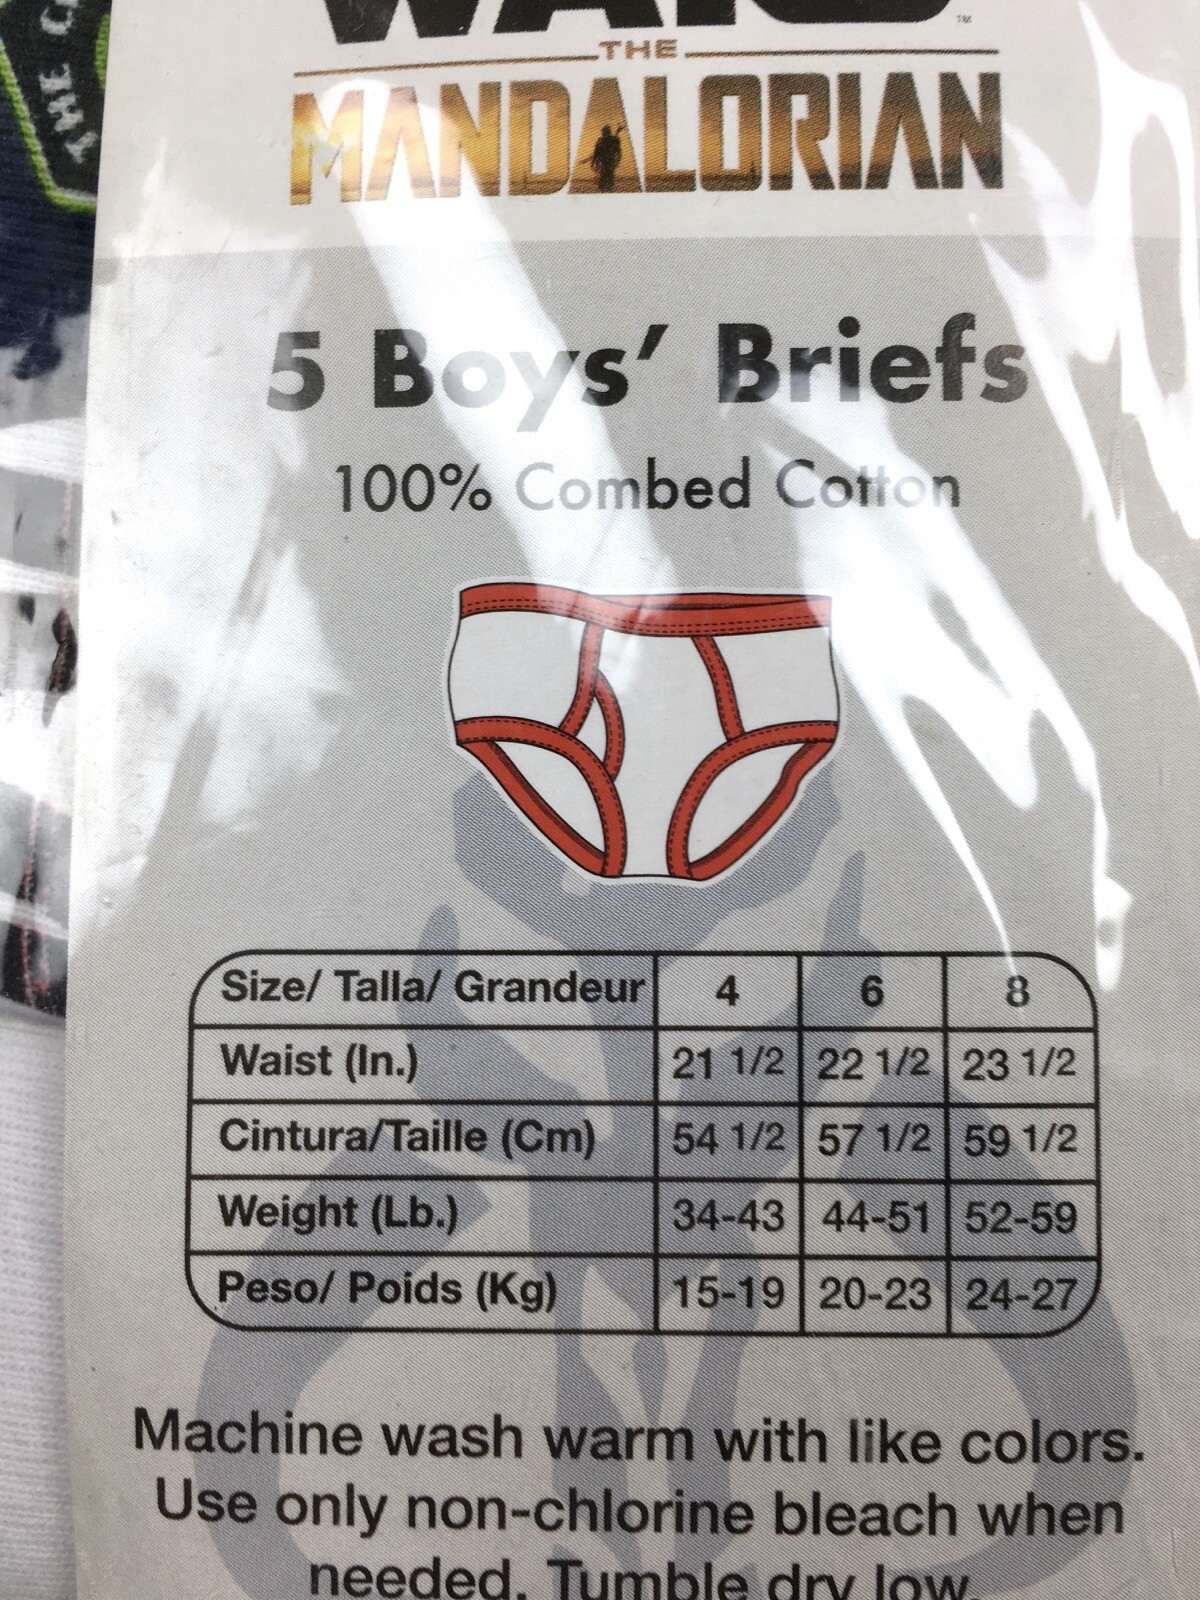 WARS
™
THE
MANDALORIAN
THE
5 Boys’ Briefs
100% Combed Cotton
Size/ Talla/ Grandeur 4 6 8
Waist (In.) 21 1/2 22 1/2 23 1/2
Cintura/Taille (Cm) 54 1/2 57 1/2 59 1/2
Weight (Lb.) 34-43 44-51 52-59
Peso/ Poids (Kg) 15-19 20-23 24-27
Machine wash warm with like colors.
Use only non-chlorine bleach when
needed. Tumble dry low.